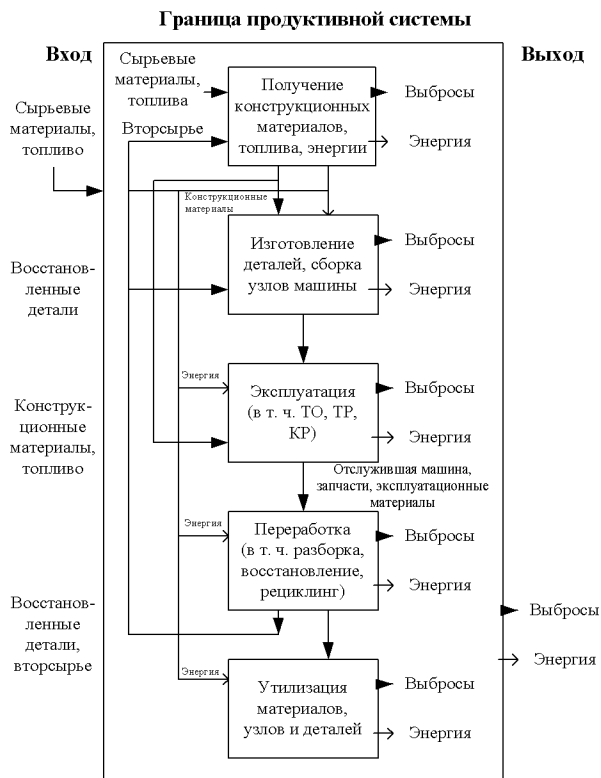 Граница продуктивной системы
Вход
Выход
Сырьевые
материалы,
топливо
Восстанов-
ленные
детали
Конструк-
ционные
материалы,
топливо
Восстанов-
ленные
детали,
вторсырье
Сырьевые
материалы,
топлива
Вторсырье
Получение
конструкционных
материалов,
топлива, энергии
Выбросы
Энергия
Конструкционные
материалы
Изготовление
деталей, сборка
узлов машины
Выбросы
Энергия
Энергия
Эксплуатация
(в т. ч. ТО, ТР,
КР)
Выбросы
Энергия
Отслужившая машина,
запчасти, эксплуатационные
материалы
Энергия
Переработка
(в т. ч. разборка,
восстановление,
рециклинг)
Выбросы
Энергия
Энергия
Утилизация
материалов,
узлов и деталей
Выбросы
Энергия
Выбросы
Энергия